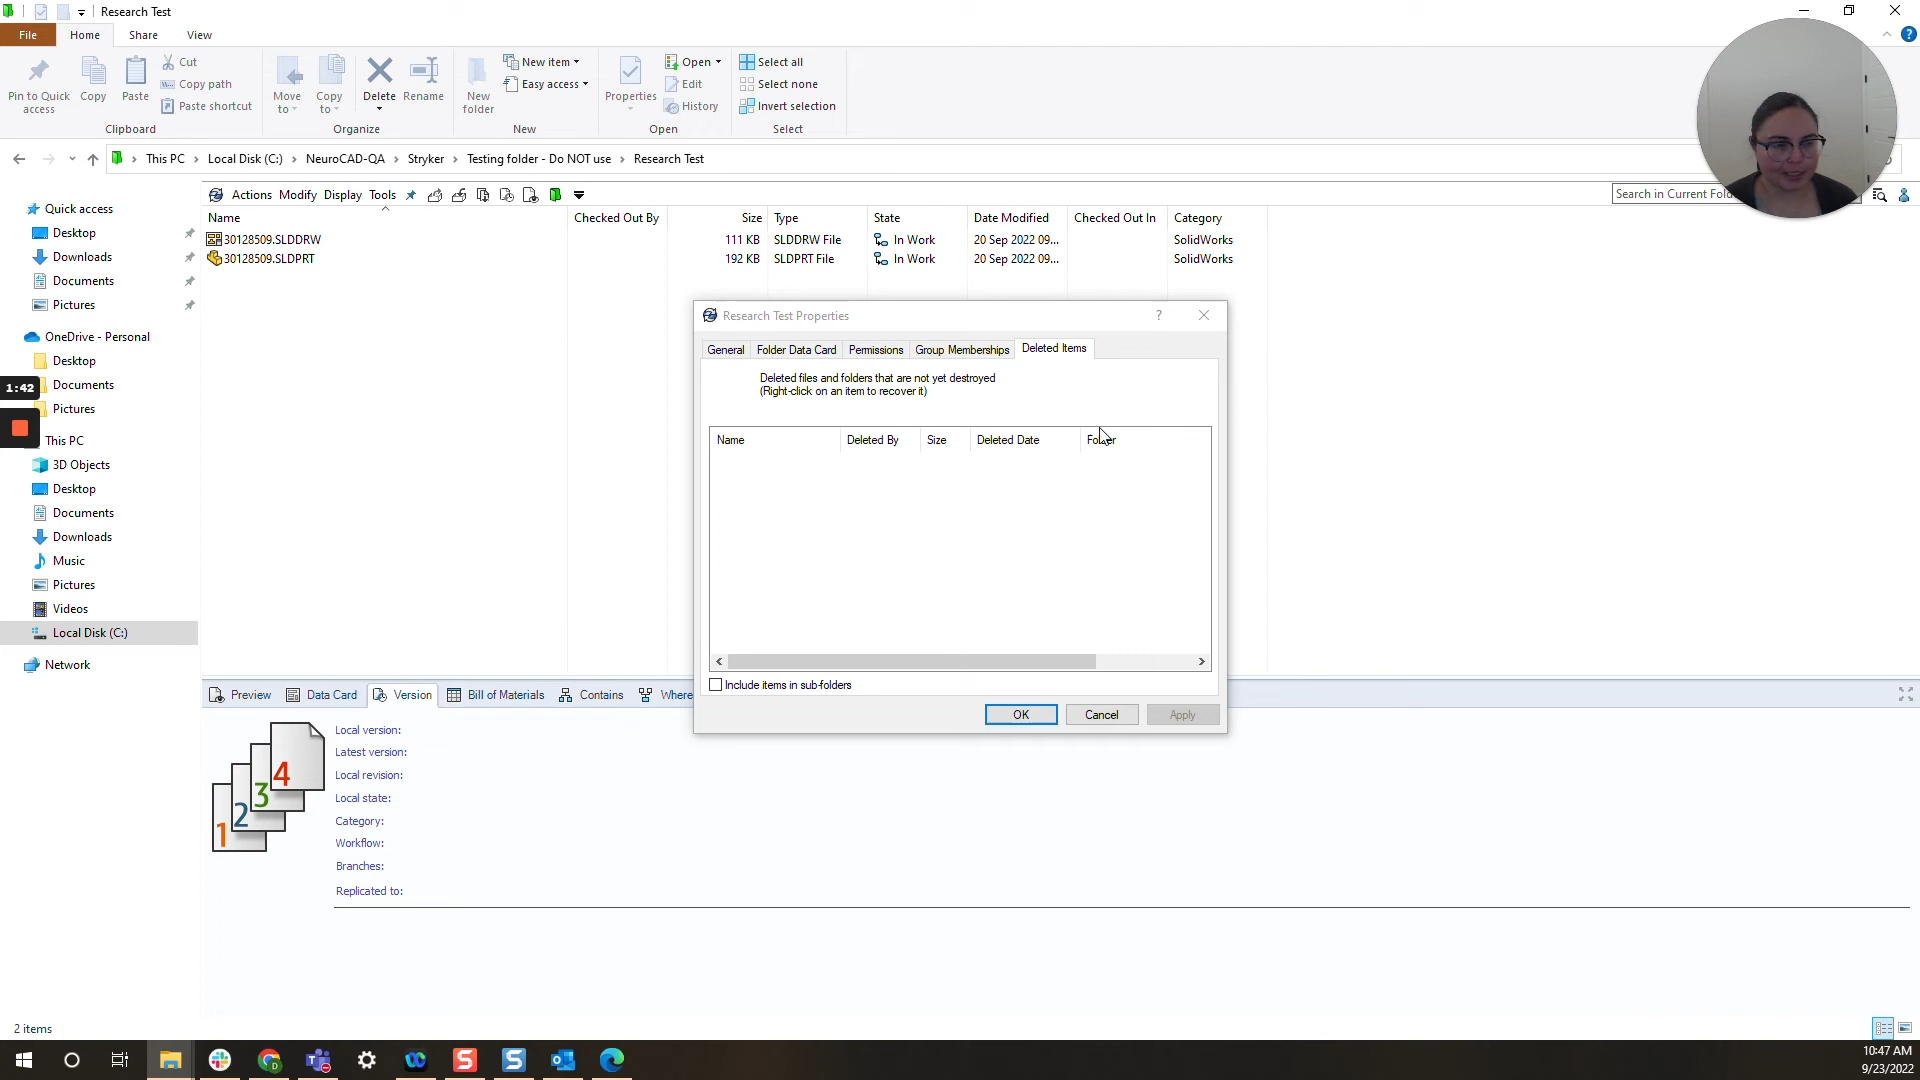 Research Test
File Home Share View
Pin to Quick access
Copy
Paste
Cut
Copy path
Paste shortcut
Clipboard
Move to
Copy to
Delete
Rename
Organize
New folder
New item
Easy access
New
Properties
Open
Edit
History
Open
Select all
Select none
Invert selection
Select
This PC > Local Disk (C:) > NeuroCAD-QA > Stryker > Testing folder - Do NOT use > Research Test
Actions Modify Display Tools
Search in Current
Name Checked Out By Size Type State Date Modified Checked Out In Category
30128509.SLDDRW 111 KB SLDDRW File In Work 20 Sep 2022 09... SolidWorks
30128509.SLDPRT 192 KB SLDPRT File In Work 20 Sep 2022 09... SolidWorks
Quick access
Desktop
Downloads
Documents
Pictures
OneDrive - Personal
Desktop
Documents
Pictures
1:42
This PC
3D Objects
Desktop
Documents
Downloads
Music
Pictures
Videos
Local Disk (C:)
Network
Research Test Properties
?
General Folder Data Card Permissions Group Memberships Deleted Items
Deleted files and folders that are not yet destroyed
(Right-click on an item to recover it)
Name Deleted By Size Deleted Date Folder
Include items in sub-folders
OK Cancel Apply
Preview Data Card Version Bill of Materials Contains Where
1 2 3 4
Local version:
Latest version:
Local revision:
Local state:
Category:
Workflow:
Branches:
Replicated to:
2 items
10:47 AM
9/23/2022